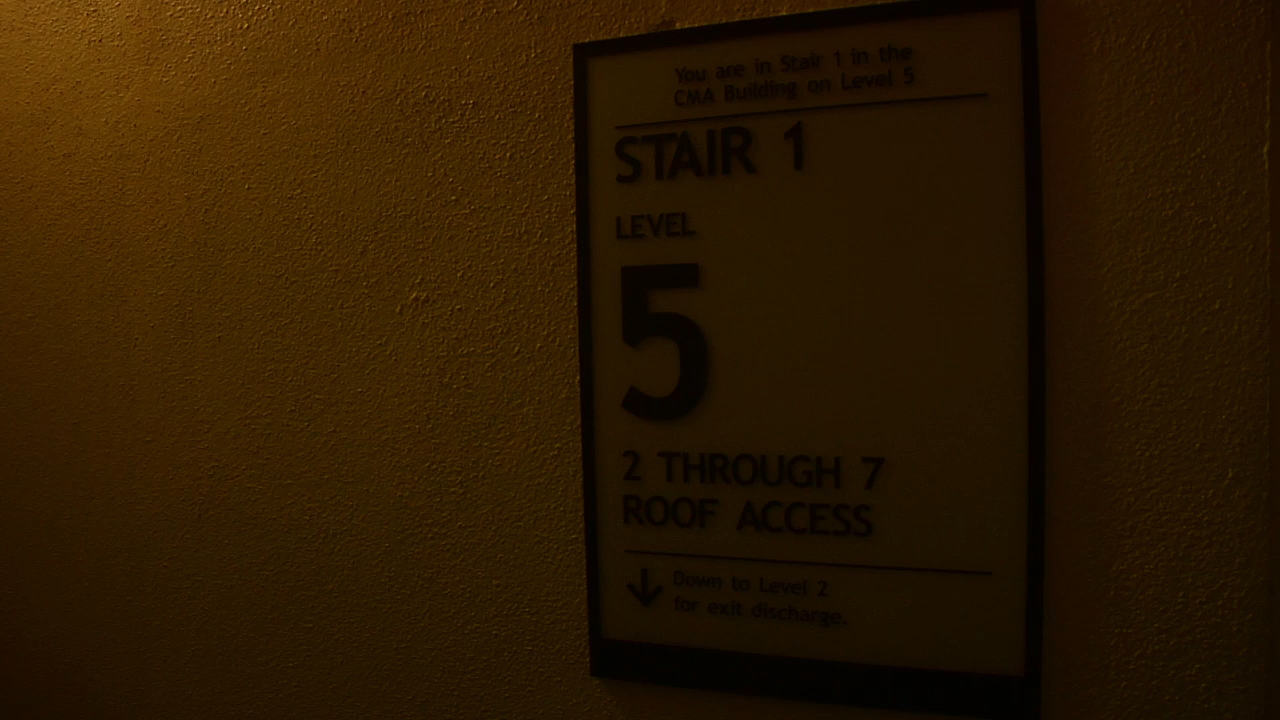 You are in Stair 1 in the
CMA Building on Level 5
STAIR 1
LEVEL
5
2 THROUGH 7
ROOF ACCESS
↓ Down to Level 2
for exit discharge.